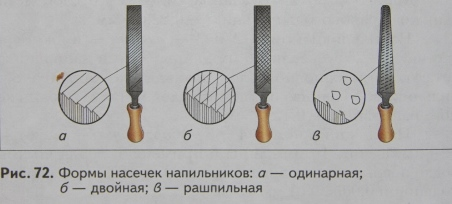 а
б
в
Рис. 72. Формы насечек напильников: а — одинарная;
б — двойная; в — рашпильная